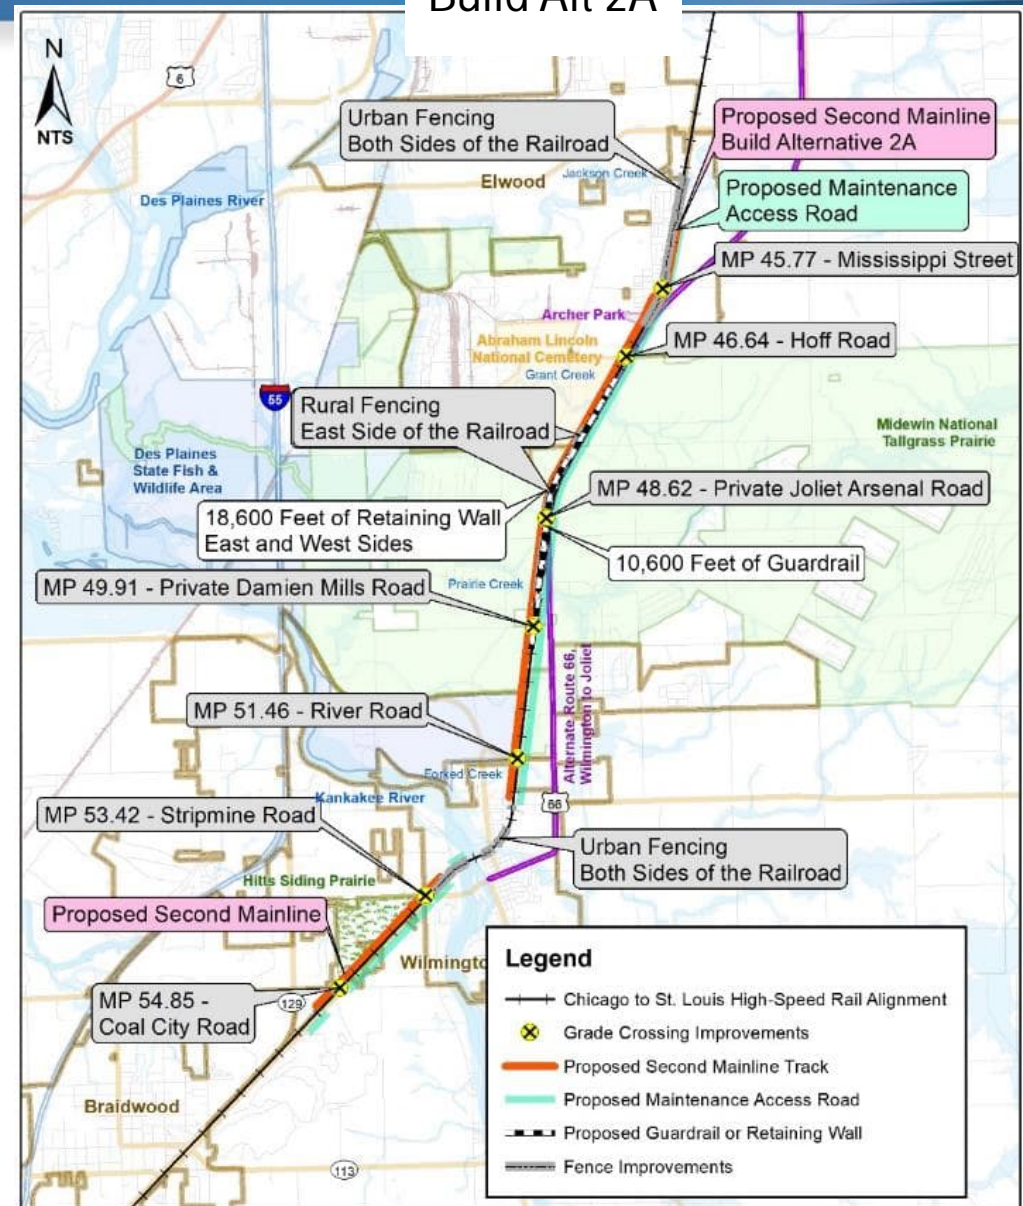 Build Alt 2A
N
NTS
6
Urban Fencing
Both Sides of the Railroad
Proposed Second Mainline
Build Alternative 2A
Jackson Creek
Elwood
Proposed Maintenance
Access Road
Des Plaines River
MP 45.77 - Mississippi Street
Archer Park
Abraham Lincoln
National Cemetery
Grant Creek
MP 46.64 - Hoff Road
55
Rural Fencing
East Side of the Railroad
Midewin National
Tallgrass Prairie
Des Plaines
State Fish &
Wildlife Area
MP 48.62 - Private Joliet Arsenal Road
18,600 Feet of Retaining Wall
East and West Sides
10,600 Feet of Guardrail
MP 49.91 - Private Damien Mills Road
Prairie Creek
Alternate Route 66,
Wilmington to Joliet
MP 51.46 - River Road
Forked Creek
Kankakee River
66
MP 53.42 - Stripmine Road
Urban Fencing
Both Sides of the Railroad
Hitts Siding Prairie
Proposed Second Mainline
Wilmingto
MP 54.85 -
Coal City Road
129
Braidwood
113
Legend
Chicago to St. Louis High-Speed Rail Alignment
Grade Crossing Improvements
Proposed Second Mainline Track
Proposed Maintenance Access Road
Proposed Guardrail or Retaining Wall
Fence Improvements